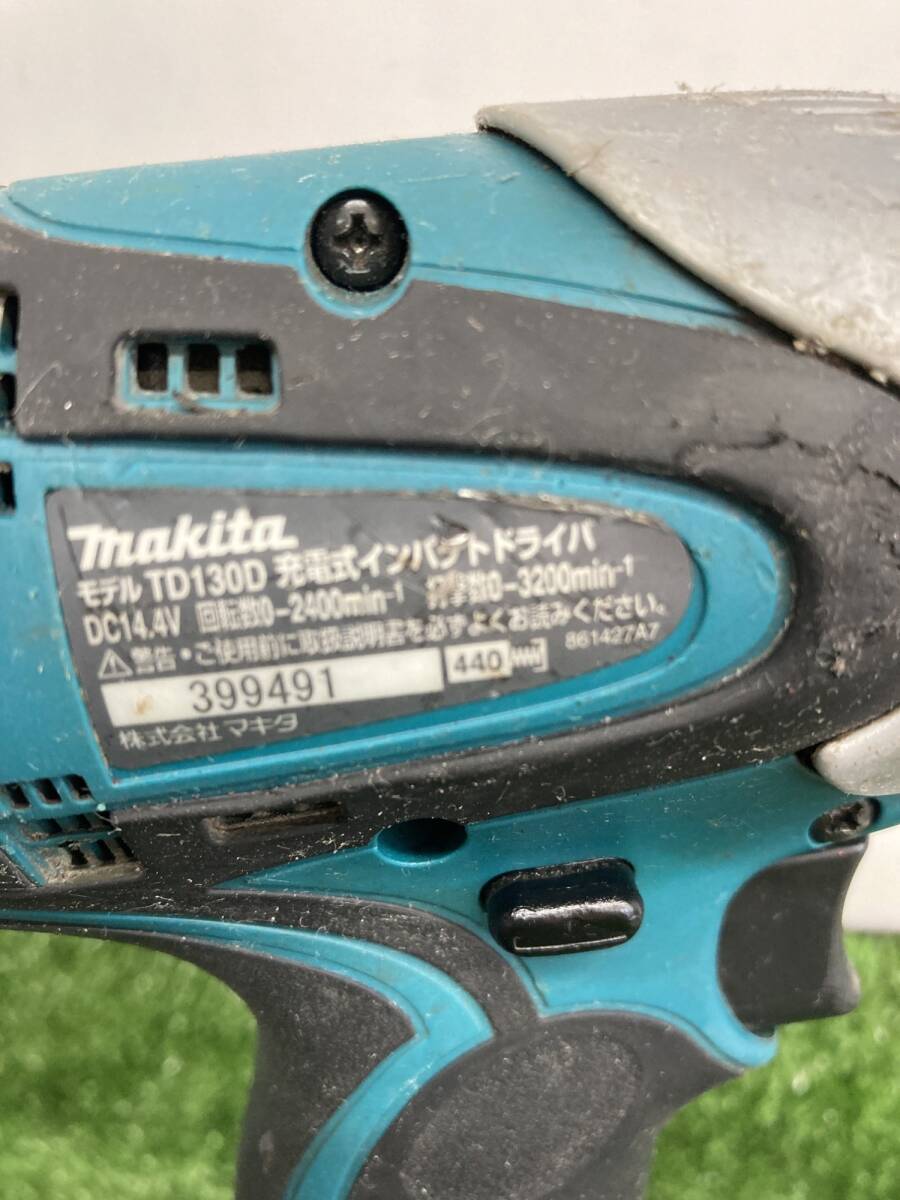 makita
モデル TD130D 充電式インパクトドライバ
DC14.4V 回転数0-2400min-1 打撃数0-3200min-1
⚠警告・ご使用前に取扱説明書を必ずよくお読みください。
861427A7
399491
440
株式会社 マキタ